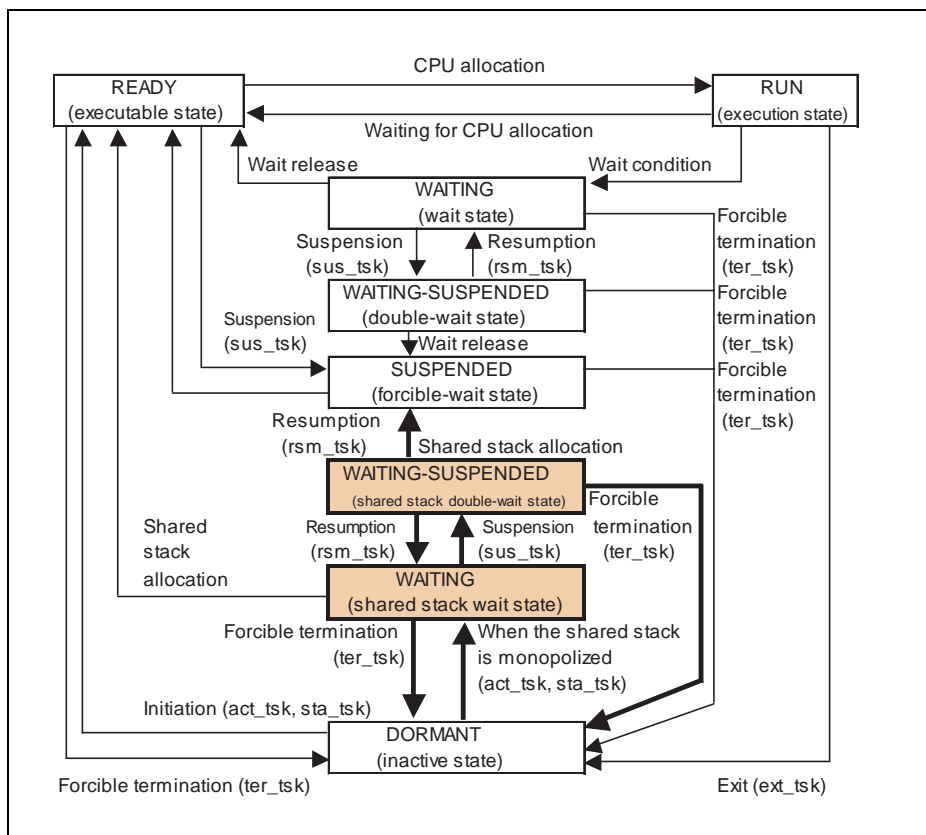 CPU allocation
READY
(executable state)
RUN
(execution state)
Waiting for CPU allocation
Wait release
Wait condition
WAITING
(wait state)
Forcible
termination
(ter_tsk)
Suspension
(sus_tsk)
Resumption
(rsm_tsk)
WAITING-SUSPENDED
(double-wait state)
Forcible
termination
(ter_tsk)
Suspension
(sus_tsk)
Wait release
SUSPENDED
(forcible-wait state)
Forcible
termination
(ter_tsk)
Resumption
(rsm_tsk)
Shared stack allocation
WAITING-SUSPENDED
(shared stack double-wait state)
Forcible
termination
(ter_tsk)
Shared
stack
allocation
Resumption
(rsm_tsk)
Suspension
(sus_tsk)
WAITING
(shared stack wait state)
Forcible termination
(ter_tsk)
When the shared stack
is monopolized
(act_tsk, sta_tsk)
Initiation (act_tsk, sta_tsk)
DORMANT
(inactive state)
Forcible termination (ter_tsk)
Exit (ext_tsk)